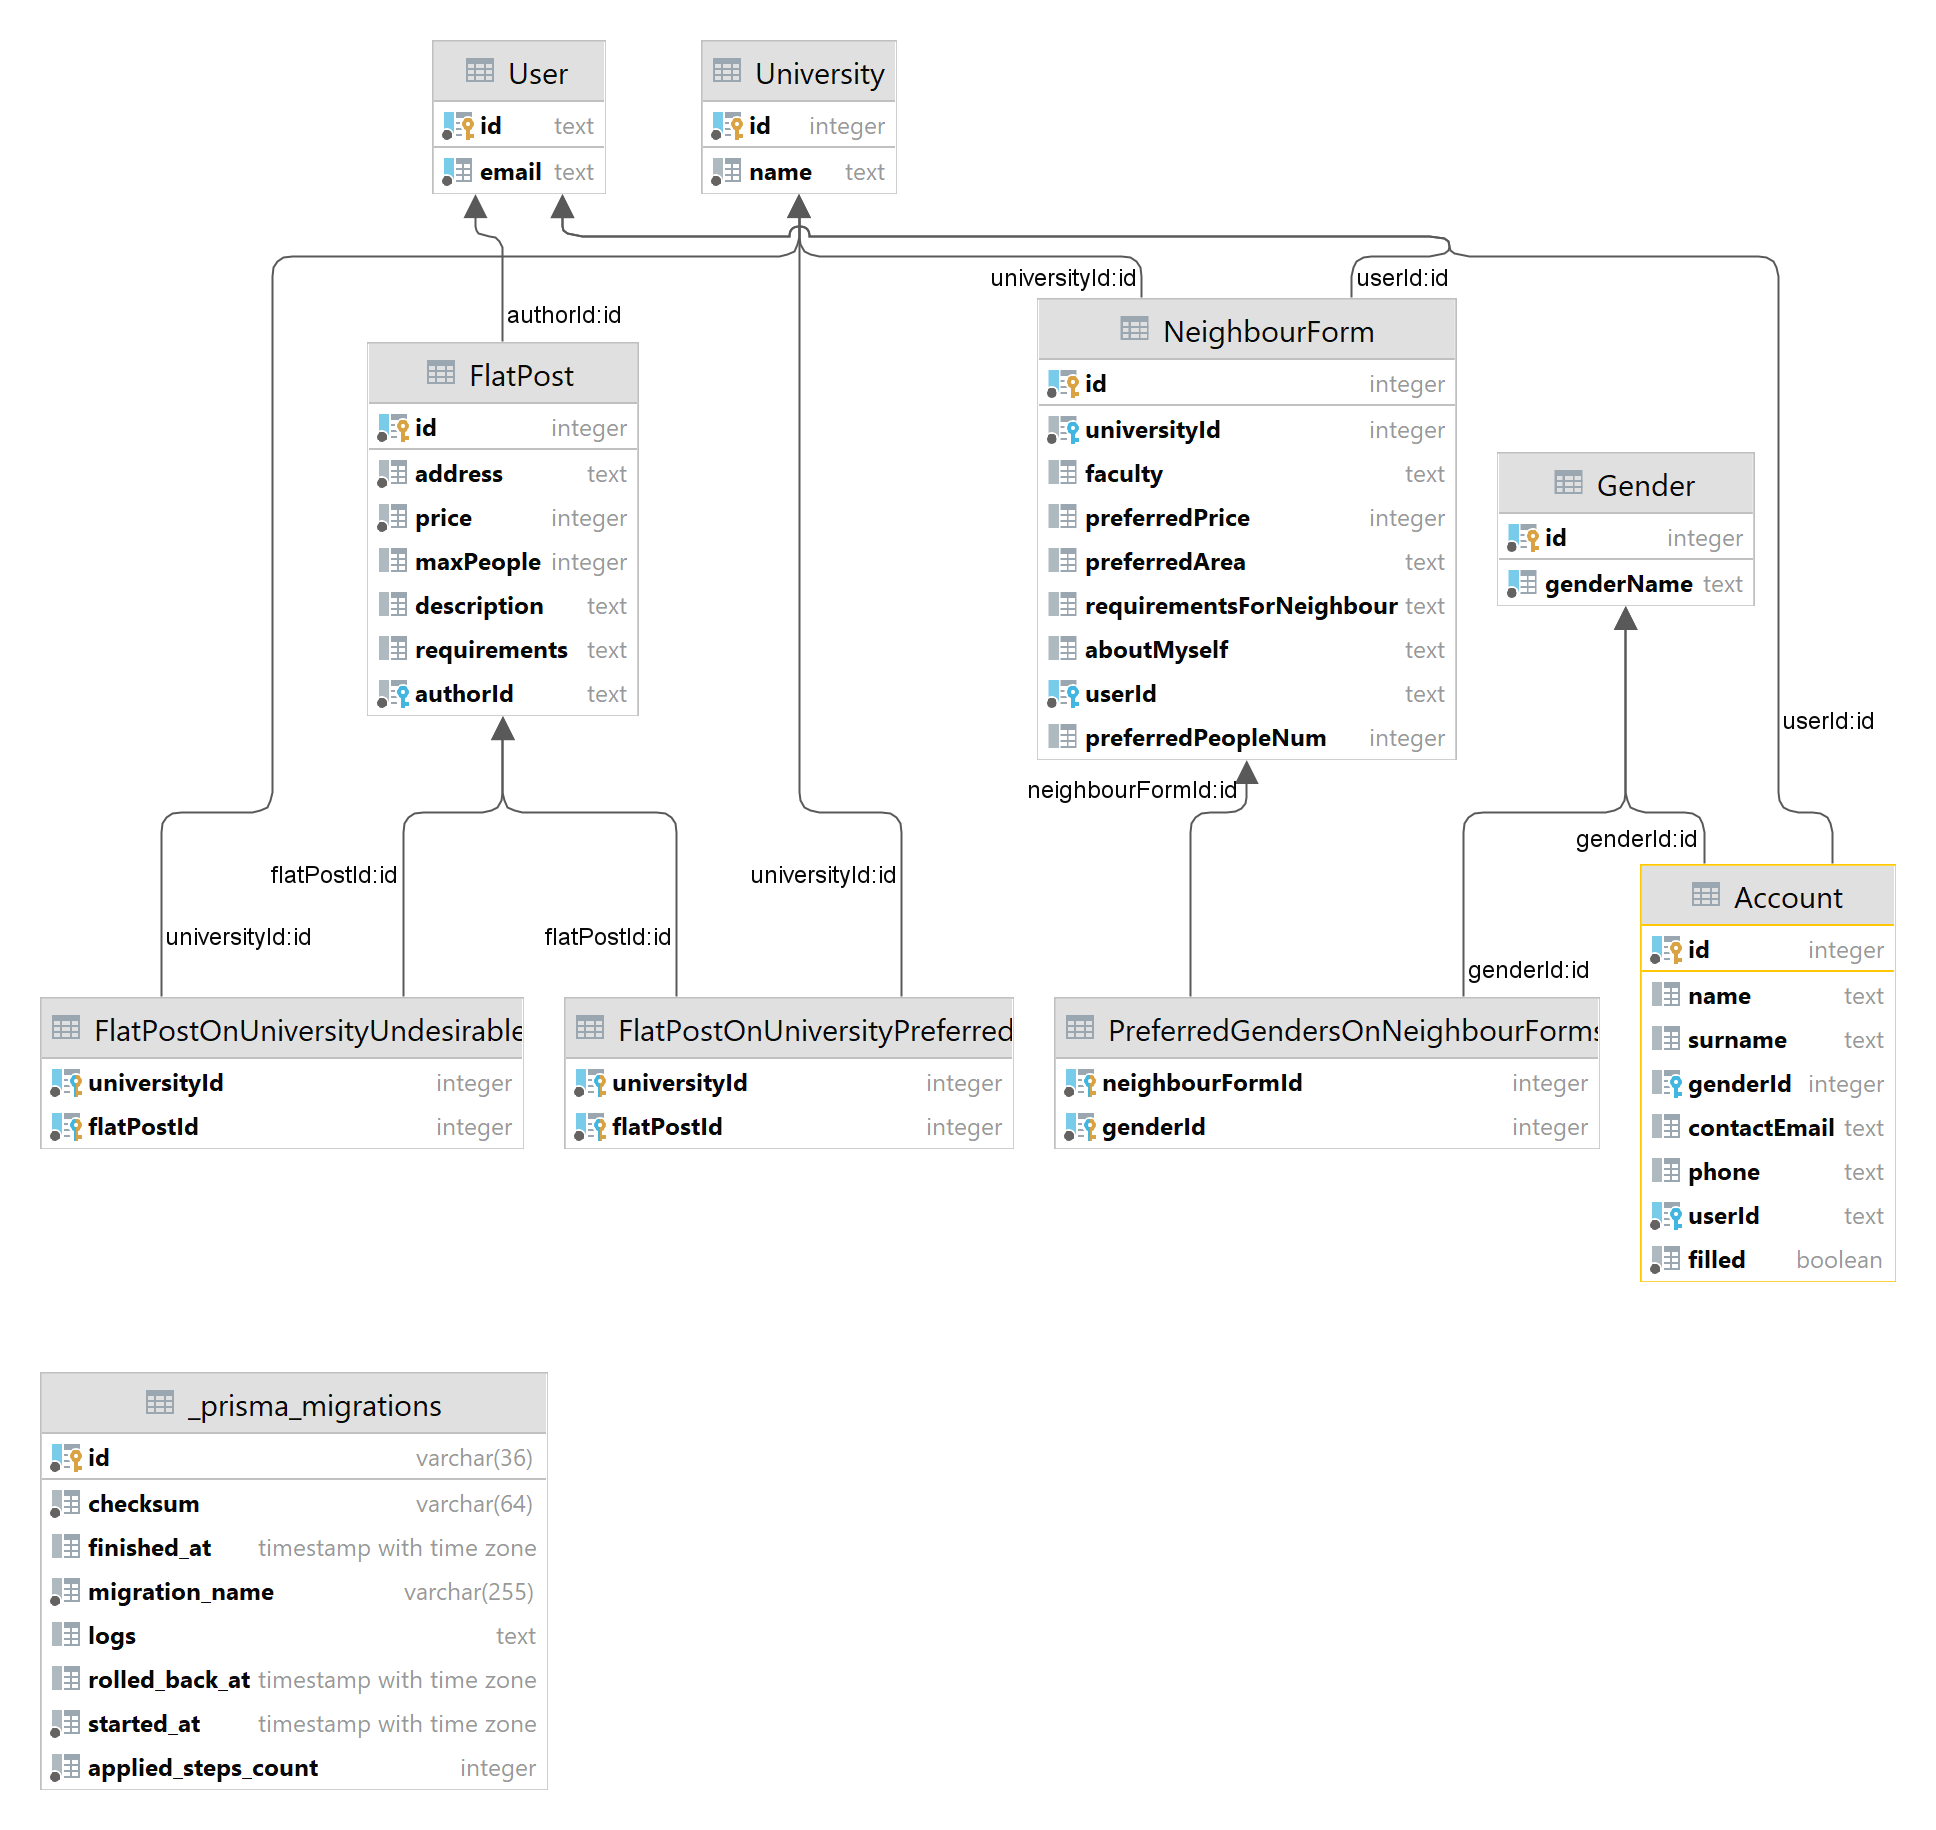 User
id text
email text
University
id integer
name text
authorId:id
universityId:id
userId:id
FlatPost
id integer
address text
price integer
maxPeople integer
description text
requirements text
authorId text
NeighbourForm
id integer
universityId integer
faculty text
preferredPrice integer
preferredArea text
requirementsForNeighbour text
aboutMyself text
userId text
preferredPeopleNum integer
Gender
id integer
genderName text
userId:id
neighbourFormId:id
genderId:id
flatPostId:id
universityId:id
universityId:id
flatPostId:id
genderId:id
Account
id integer
name text
surname text
genderId integer
contactEmail text
phone text
userId text
filled boolean
FlatPostOnUniversityUndesirable
universityId integer
flatPostId integer
FlatPostOnUniversityPreferred
universityId integer
flatPostId integer
PreferredGendersOnNeighbourForms
neighbourFormId integer
genderId integer
_prisma_migrations
id varchar(36)
checksum varchar(64)
finished_at timestamp with time zone
migration_name varchar(255)
logs text
rolled_back_at timestamp with time zone
started_at timestamp with time zone
applied_steps_count integer